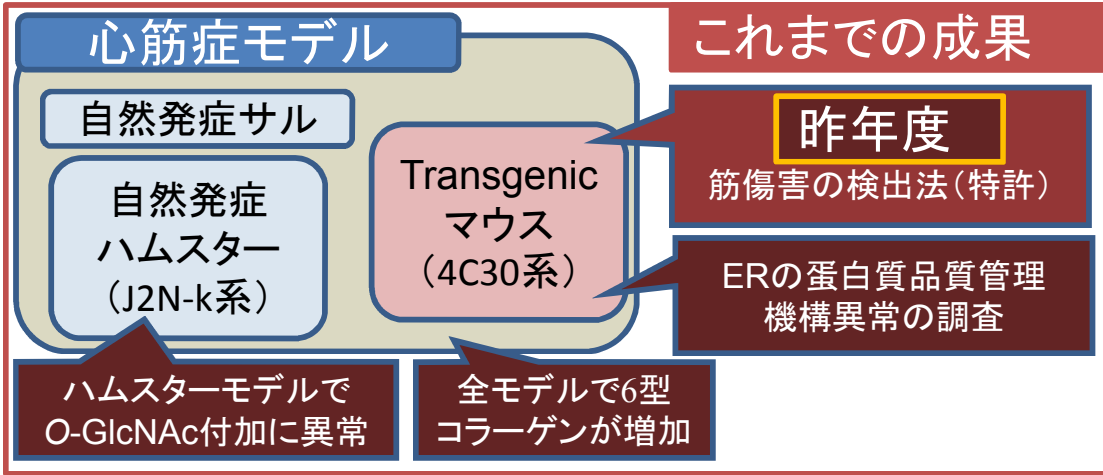 心筋症モデル
これまでの成果
自然発症サル
自然発症
ハムスター
（J2N-k系）
Transgenic
マウス
（4C30系）
昨年度
筋傷害の検出法（特許）
ERの蛋白質品質管理
機構異常の調査
ハムスターモデルで
O-GlcNAc付加に異常
全モデルで6型
コラーゲンが増加